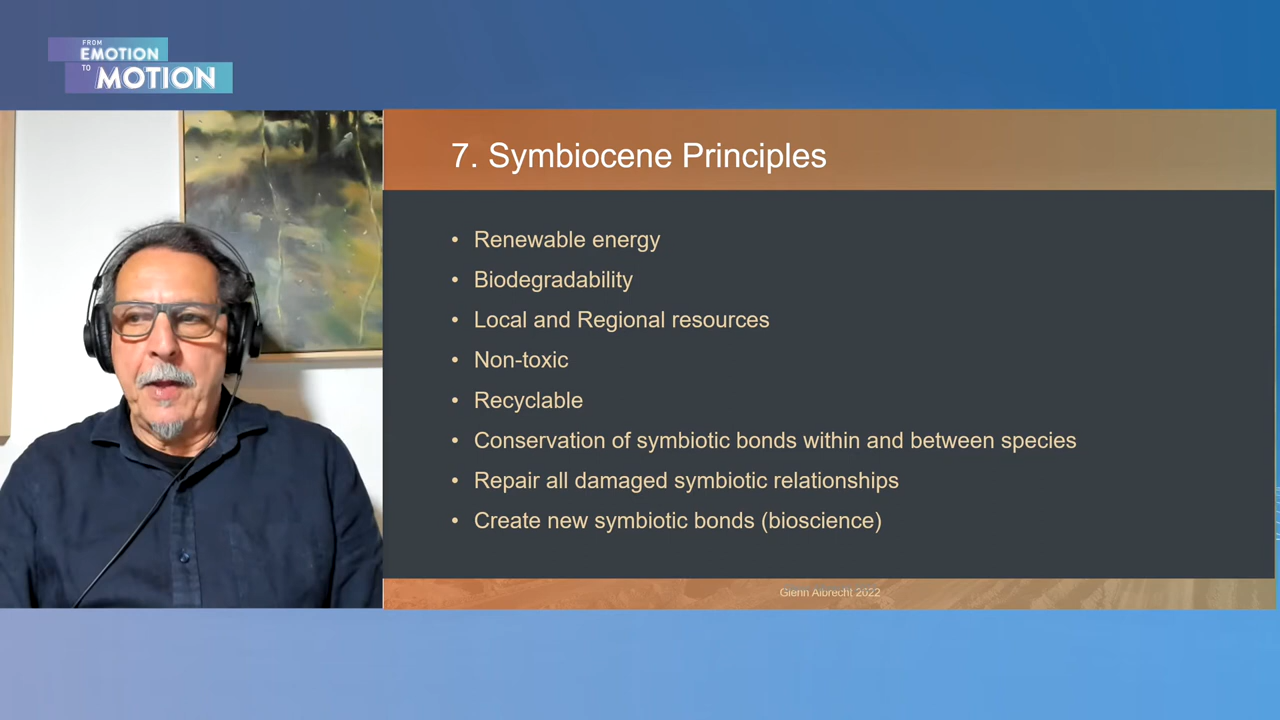 FROM
EMOTION
TO
MOTION
7. Symbiocene Principles
• Renewable energy
• Biodegradability
• Local and Regional resources
• Non-toxic
• Recyclable
• Conservation of symbiotic bonds within and between species
• Repair all damaged symbiotic relationships
• Create new symbiotic bonds (bioscience)
Glenn Albrecht 2022